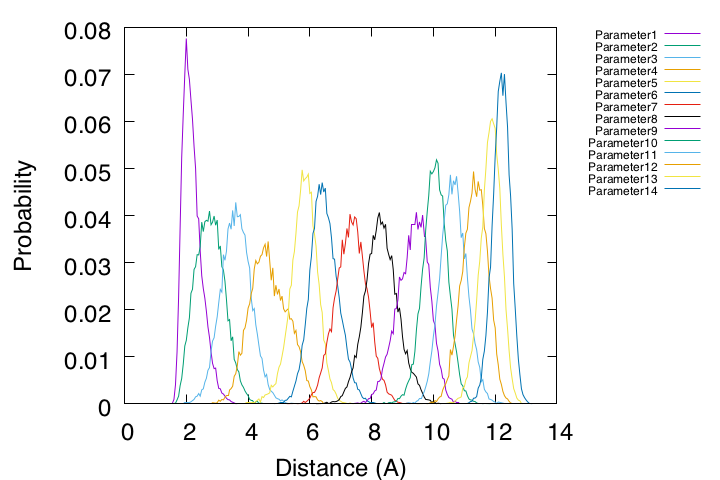 0.08
0.07
0.06
0.05
0.04
0.03
0.02
0.01
0
Probability
0 2 4 6 8 10 12 14
Distance (A)
Parameter1
Parameter2
Parameter3
Parameter4
Parameter5
Parameter6
Parameter7
Parameter8
Parameter9
Parameter10
Parameter11
Parameter12
Parameter13
Parameter14